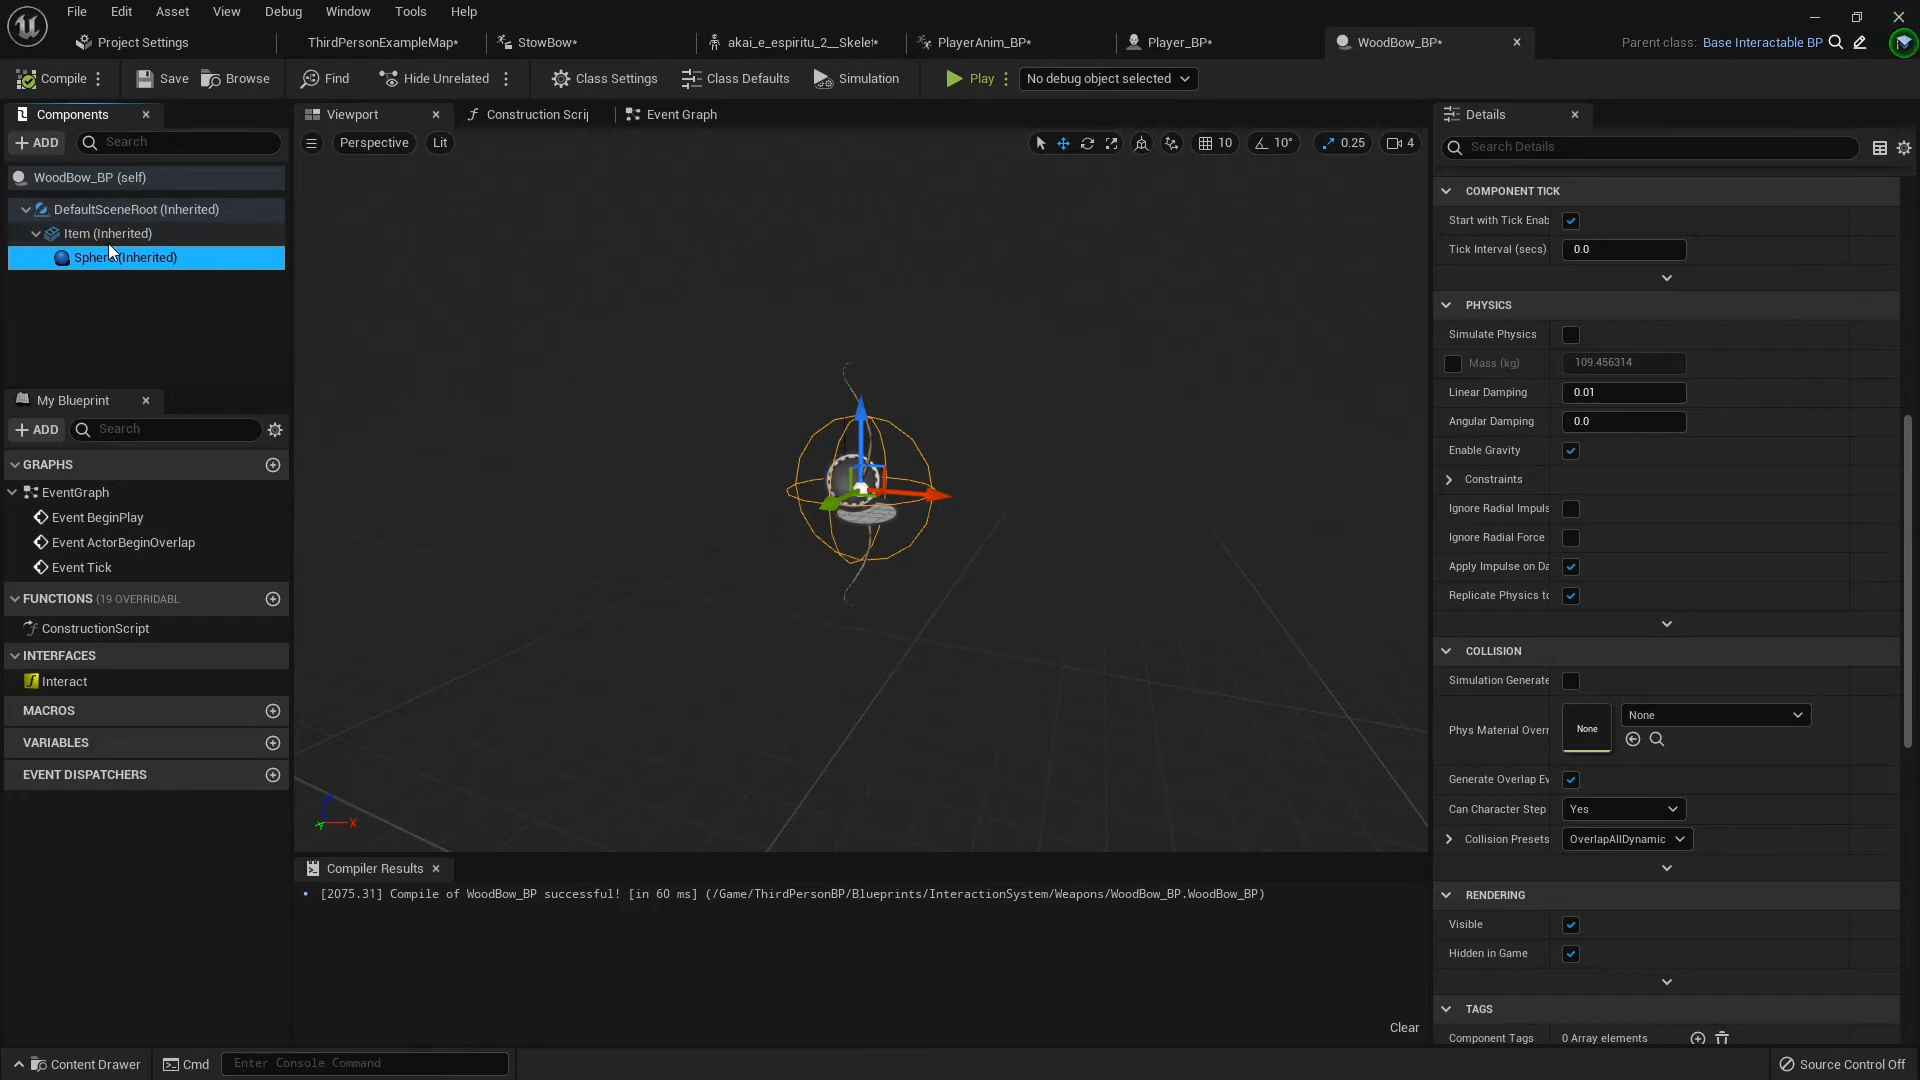 File Edit Asset View Debug Window Tools Help
Project Settings ThirdPersonExampleMap* StowBow* akai_e_espiritu_2__Skele* PlayerAnim_BP* Player_BP* WoodBow_BP* Parent class: Base Interactable BP
Compile Save Browse Find Hide Unrelated Class Settings Class Defaults Simulation Play No debug object selected
Components
ADD Search
WoodBow_BP (self)
DefaultSceneRoot (Inherited)
Item (Inherited)
Sphere (Inherited)
My Blueprint
ADD Search
GRAPHS
EventGraph
Event BeginPlay
Event ActorBeginOverlap
Event Tick
FUNCTIONS (19 OVERRIDABL
ConstructionScript
INTERFACES
Interact
MACROS
VARIABLES
EVENT DISPATCHERS
Viewport Construction Scrij Event Graph
Perspective Lit 10 10° 0.25 4
X
Compiler Results
[2075.31] Compile of WoodBow_BP successful! [in 60 ms] (/Game/ThirdPersonBP/Blueprints/InteractionSystem/Weapons/WoodBow_BP.WoodBow_BP)
Clear
Details
Search Details
COMPONENT TICK
Start with Tick Enab
Tick Interval (secs) 0.0
PHYSICS
Simulate Physics
Mass (kg) 109.456314
Linear Damping 0.01
Angular Damping 0.0
Enable Gravity
Constraints
Ignore Radial Impuls
Ignore Radial Force
Apply Impulse on Da
Replicate Physics to
COLLISION
Simulation Generate
Phys Material Overr None None
Generate Overlap Ev
Can Character Step Yes
Collision Presets OverlapAllDynamic
RENDERING
Visible
Hidden in Game
TAGS
Component Tags 0 Array elements
Content Drawer Cmd Enter Console Command Source Control Off